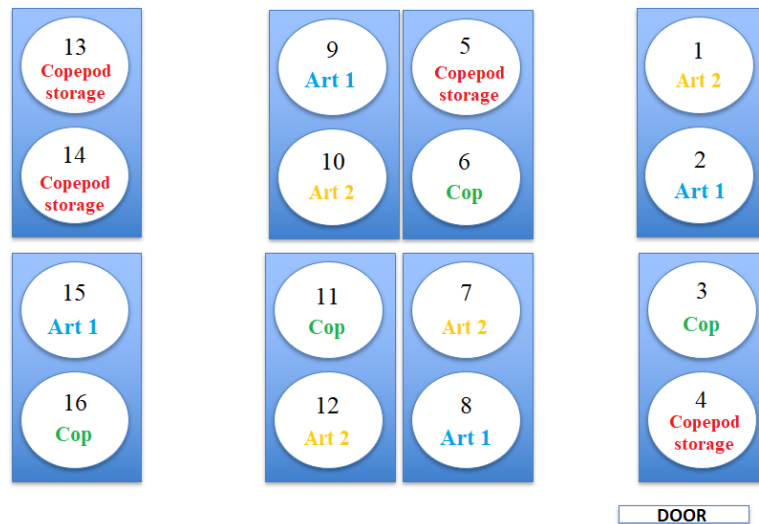 13
Copepod
storage
9
Art 1
5
Copepod
storage
1
Art 2
14
Copepod
storage
10
Art 2
6
Cop
2
Art 1
15
Art 1
11
Cop
7
Art 2
3
Cop
16
Cop
12
Art 2
8
Art 1
4
Copepod
storage
DOOR